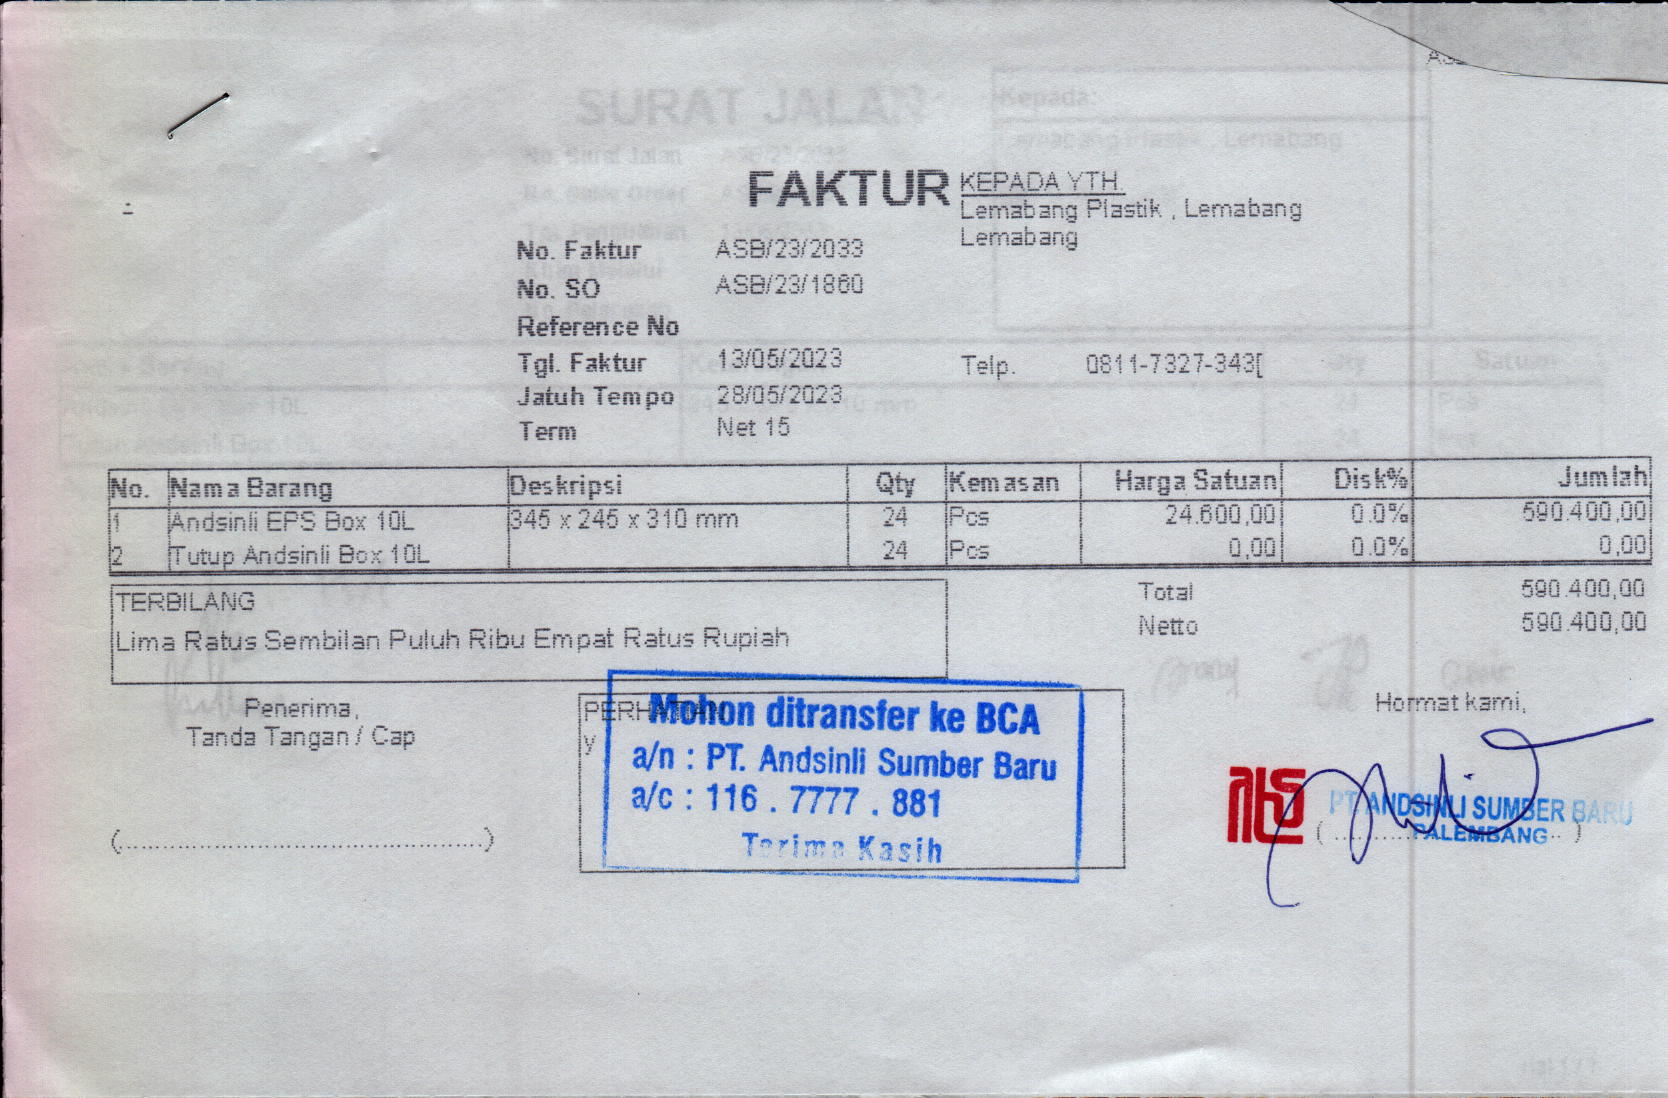 FAKTUR
KEPADA YTH.
Lemabang Plastik , Lemabang
Lemabang
No. Faktur ASB/23/2033
No. SO ASB/23/1860
Reference No
Tgl. Faktur 13/05/2023
Telp. 0811-7327-343[
Jatuh Tempo 28/05/2023
Term Net 15
No. Nama Barang Deskripsi Qty Kemasan Harga Satuan Disk% Jumlah
1 Andsinli EPS Box 10L 345 x 245 x 310 mm 24 Pcs 24.600,00 0.0% 590.400,00
2 Tutup Andsinli Box 10L 24 Pcs 0,00 0.0% 0,00
TERBILANG
Lima Ratus Sembilan Puluh Ribu Empat Ratus Rupiah
Total 590.400,00
Netto 590.400,00
Penerima,
Tanda Tangan / Cap
(................................................)
Mohon ditransfer ke BCA
a/n : PT. Andsinli Sumber Baru
a/c : 116 . 7777 . 881
Terima Kasih
Hormat kami,
PT. ANDSINLI SUMBER BARU
PALEMBANG
SURAT JALAN
Kepada: